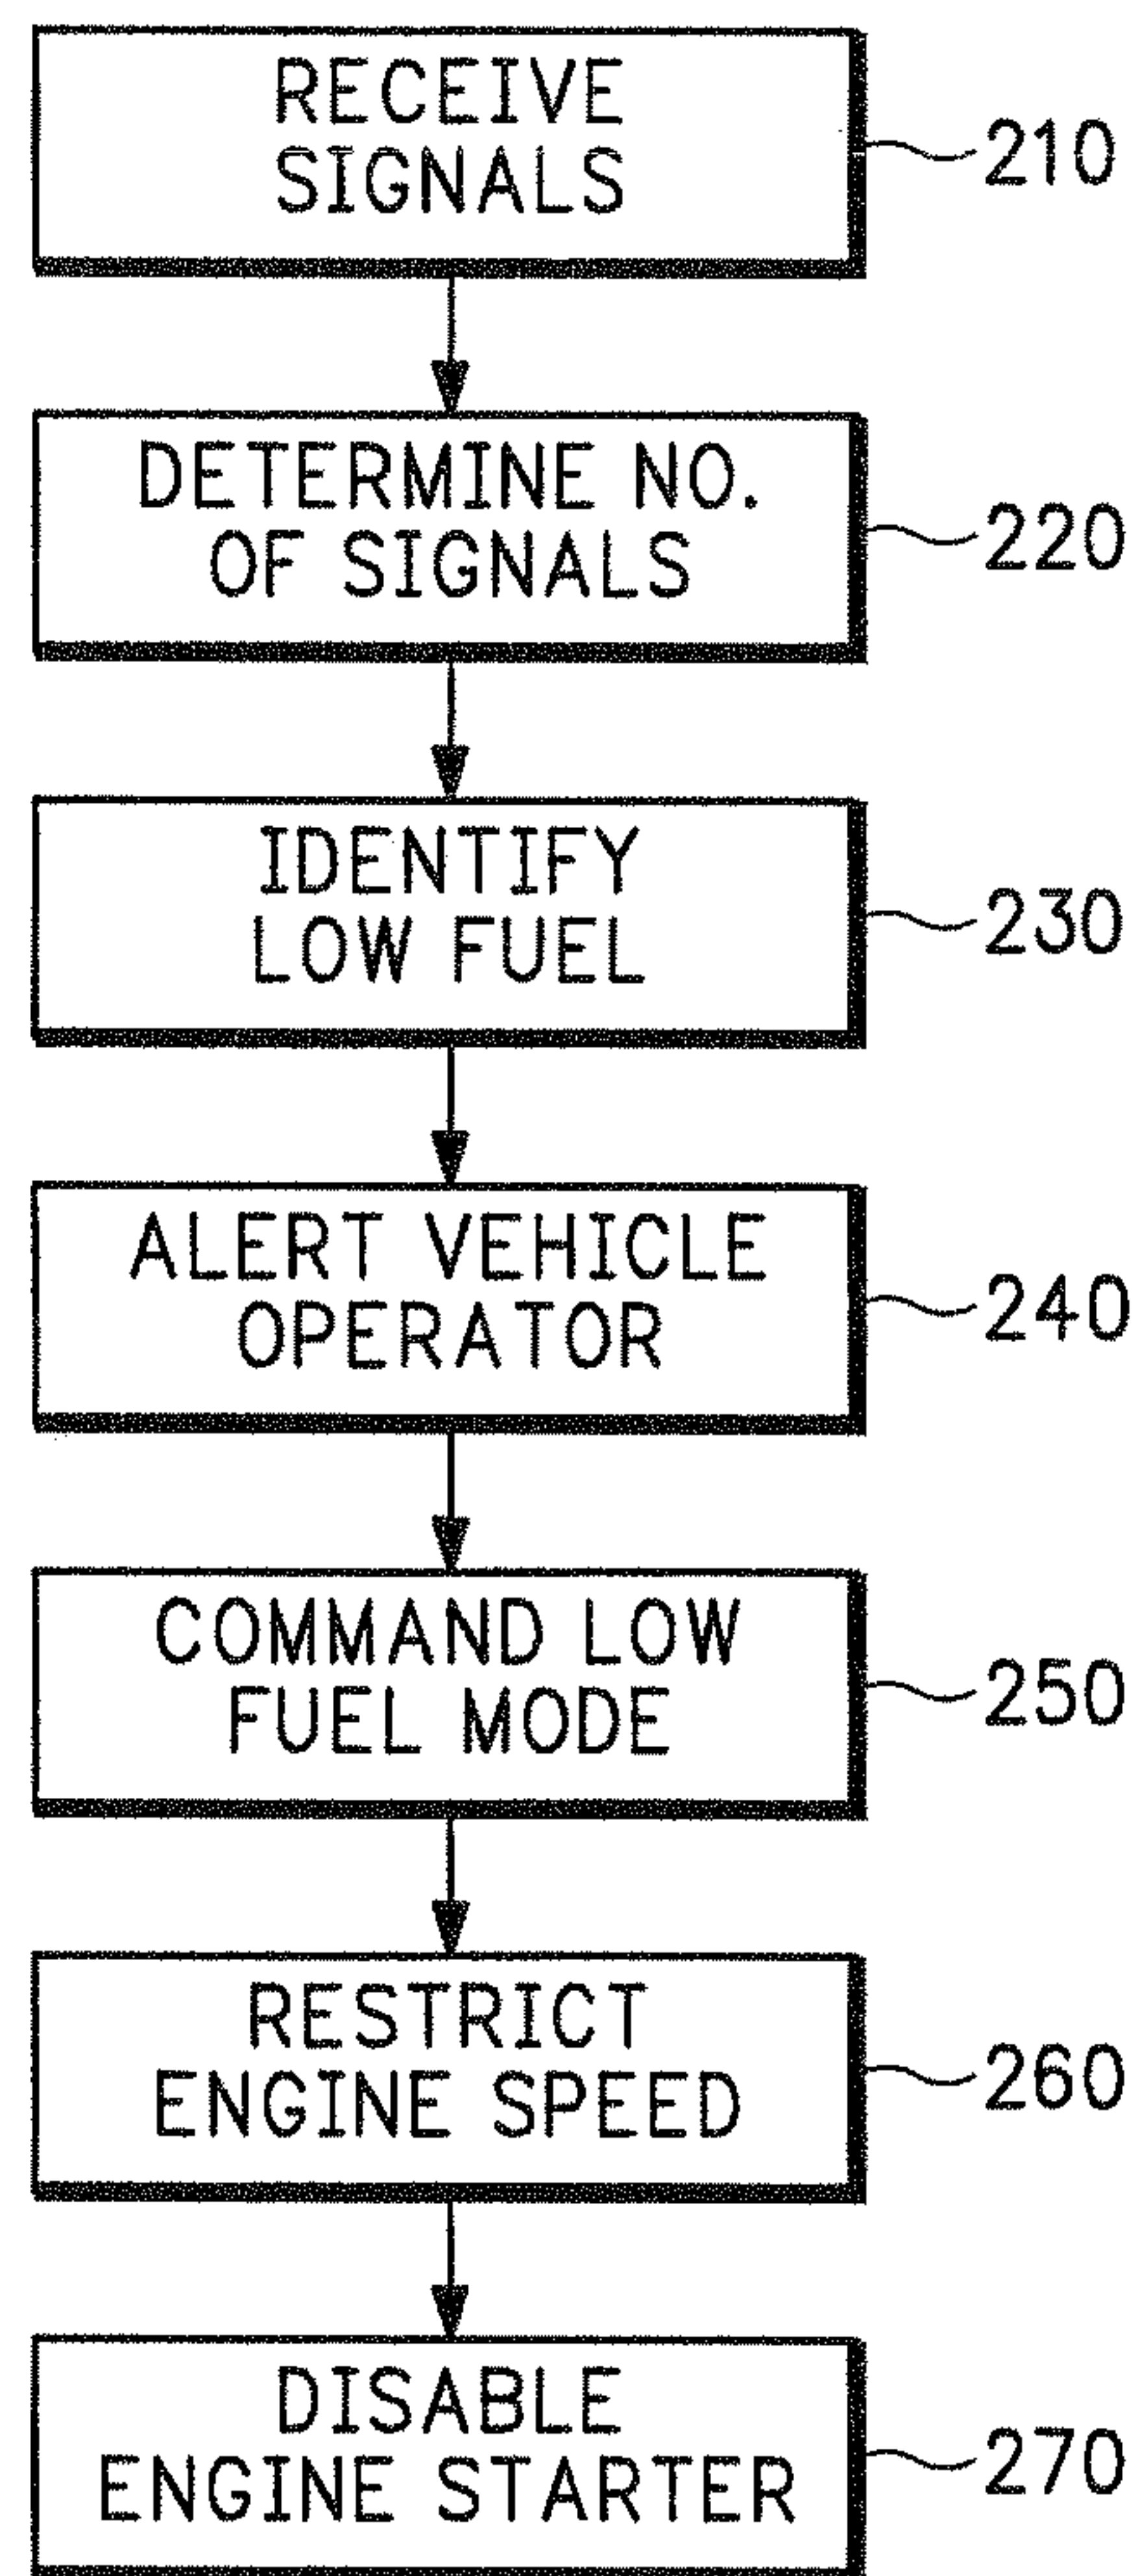 RECEIVE
SIGNALS
210
DETERMINE NO.
OF SIGNALS
220
IDENTIFY
LOW FUEL
230
ALERT VEHICLE
OPERATOR
240
COMMAND LOW
FUEL MODE
250
RESTRICT
ENGINE SPEED
260
DISABLE
ENGINE STARTER
270